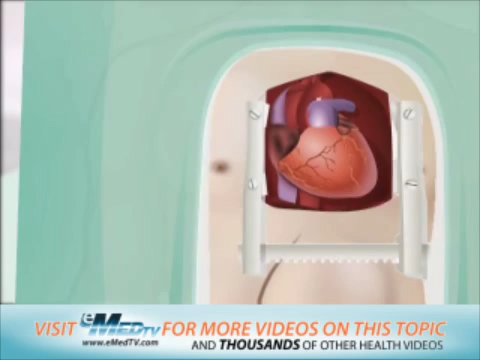 VISIT eMEDTV FOR MORE VIDEOS ON THIS TOPIC
www.eMedTV.com AND THOUSANDS OF OTHER HEALTH VIDEOS